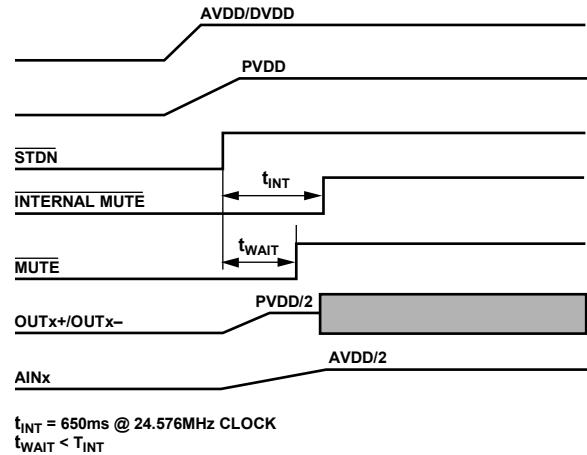 AVDD/DVDD
PVDD
STDN
tINT
INTERNAL MUTE
tWAIT
MUTE
PVDD/2
OUTx+/OUTx–
AVDD/2
AINx
tINT = 650ms @ 24.576MHz CLOCK
tWAIT < TINT